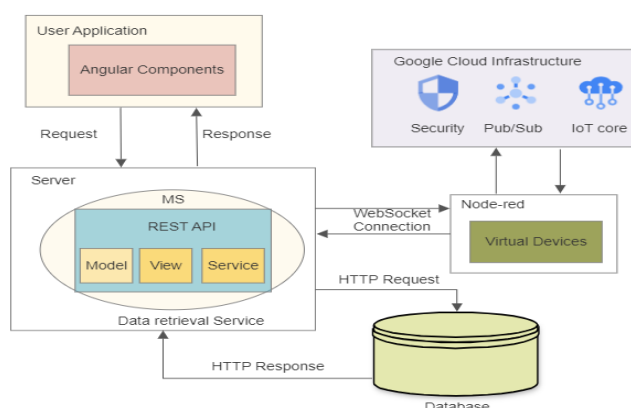 User Application
Angular Components
Google Cloud Infrastructure
Security
Pub/Sub
IoT core
Request
Response
Server
MS
REST API
Model
View
Service
Data retrieval Service
WebSocket
Connection
Node-red
Virtual Devices
HTTP Request
HTTP Response
Database